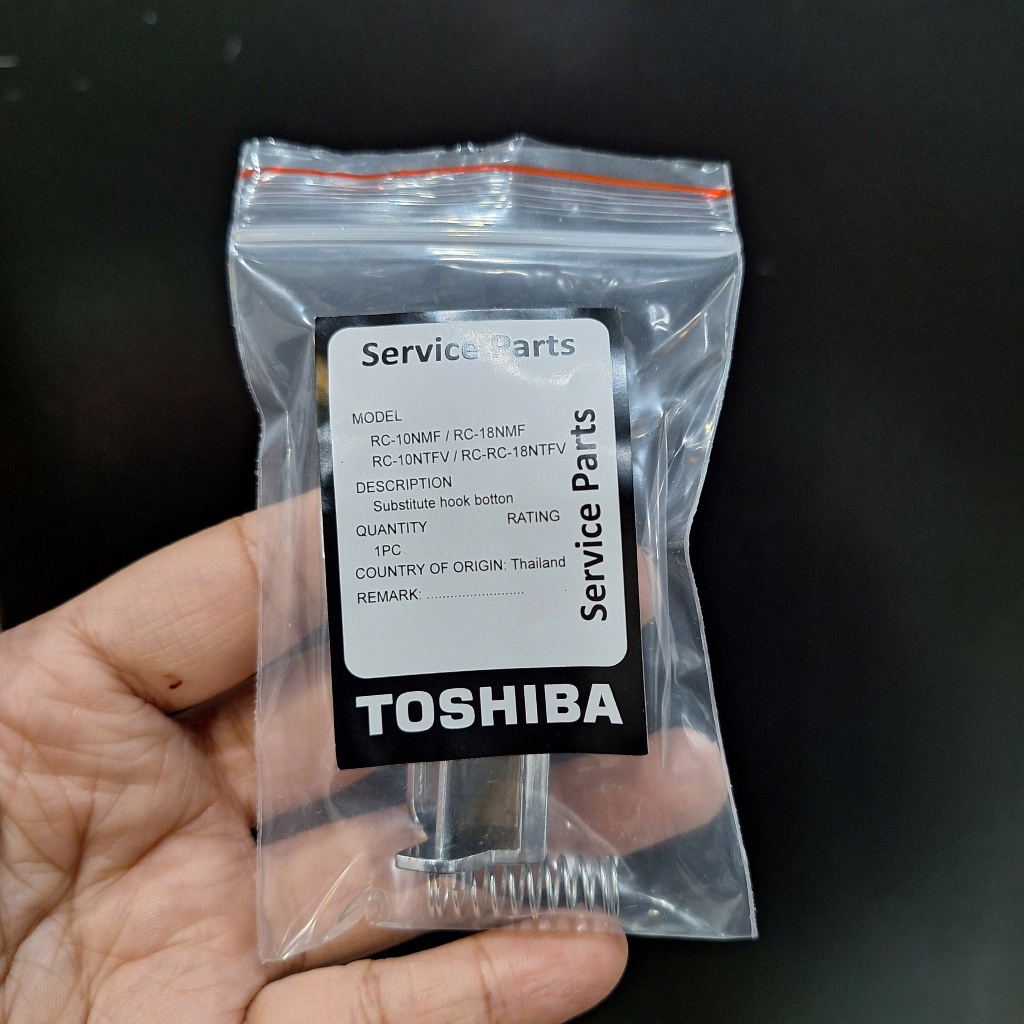 Service Parts
MODEL
RC-10NMF / RC-18NMF
RC-10NTFV / RC-RC-18NTFV
DESCRIPTION
Substitute hook botton
QUANTITY RATING
1PC
COUNTRY OF ORIGIN: Thailand
REMARK: .........................
Service Parts
TOSHIBA